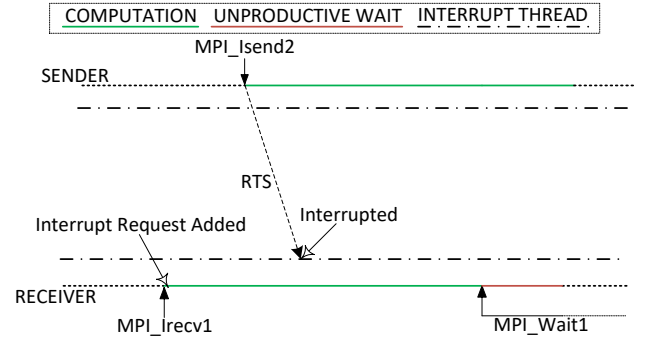 COMPUTATION UNPRODUCTIVE WAIT INTERRUPT THREAD
MPI_Isend2
SENDER
RTS
Interrupted
Interrupt Request Added
RECEIVER
MPI_Irecv1
MPI_Wait1